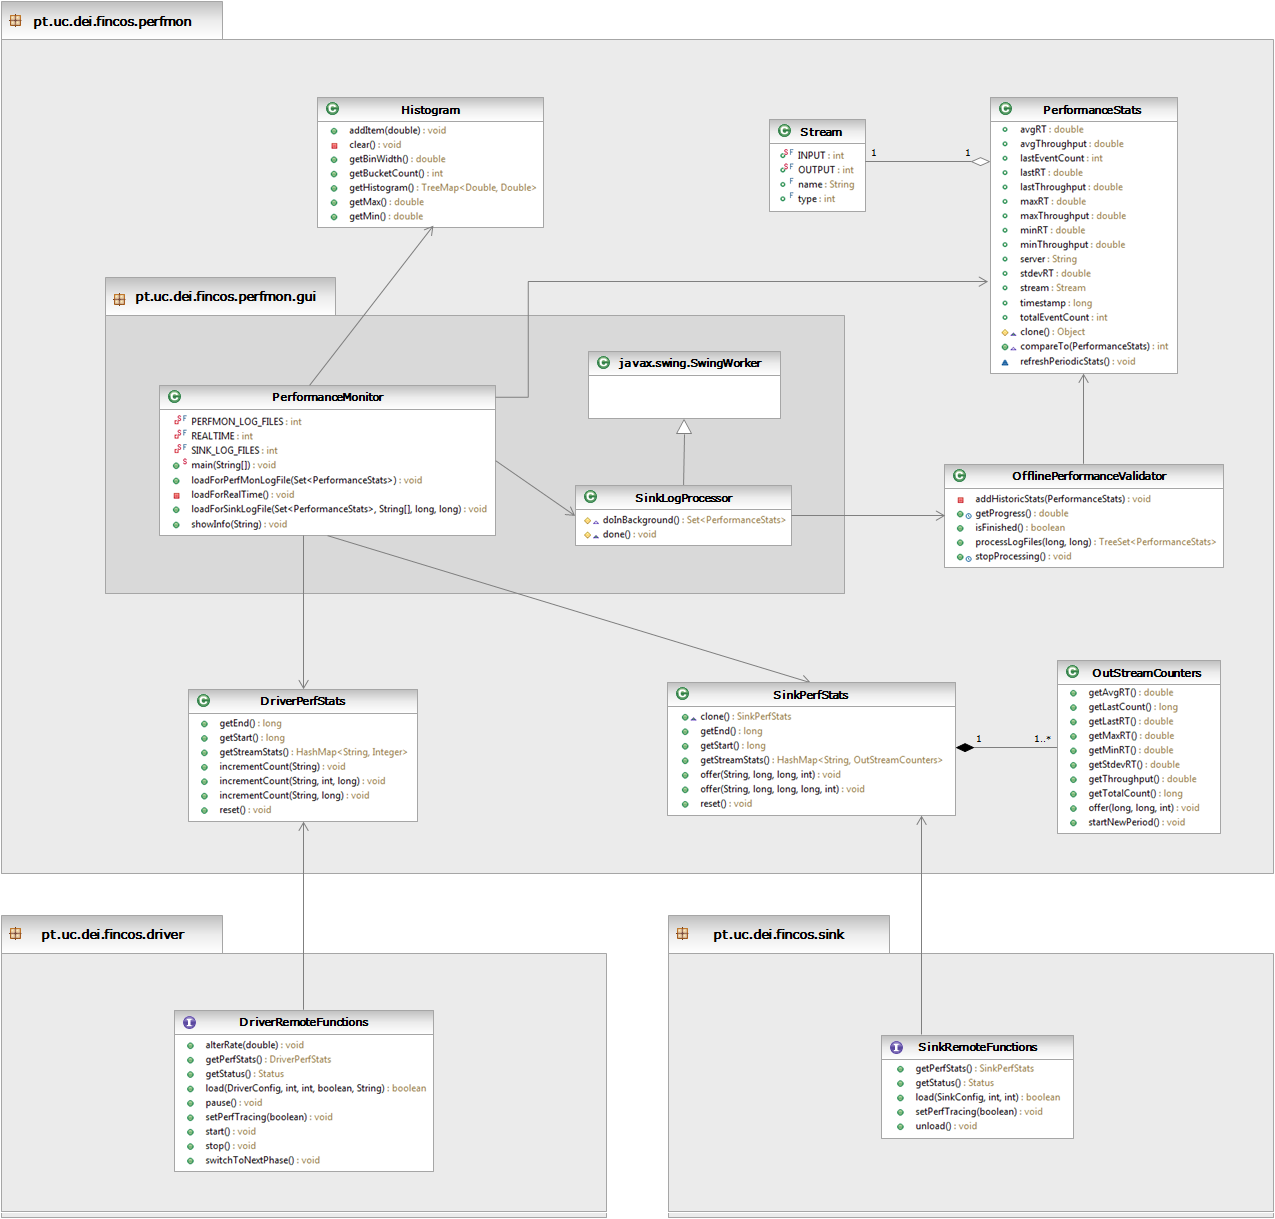 pt.uc.dei.fincos.perfmon
Histogram
addItem(double) : void
clear() : void
getBinWidth() : double
getBucketCount() : int
getHistogram() : TreeMap<Double, Double>
getMax() : double
getMin() : double
Stream
INPUT : int
OUTPUT : int
name : String
type : int
1
1
PerformanceStats
avgRT : double
avgThroughput : double
lastEventCount : int
lastRT : double
lastThroughput : double
maxRT : double
maxThroughput : double
minRT : double
minThroughput : double
server : String
stdevRT : double
stream : Stream
timestamp : long
totalEventCount : int
clone() : Object
compareTo(PerformanceStats) : int
refreshPeriodicStats() : void
pt.uc.dei.fincos.perfmon.gui
PerformanceMonitor
PERFMON_LOG_FILES : int
REALTIME : int
SINK_LOG_FILES : int
main(String[]) : void
loadForPerfMonLogFile(Set<PerformanceStats>) : void
loadForRealTime() : void
loadForSinkLogFile(Set<PerformanceStats>, String[], long, long) : void
showInfo(String) : void
javax.swing.SwingWorker
SinkLogProcessor
doInBackground() : Set<PerformanceStats>
done() : void
OfflinePerformanceValidator
addHistoricStats(PerformanceStats) : void
getProgress() : double
isFinished() : boolean
processLogFiles(long, long) : TreeSet<PerformanceStats>
stopProcessing() : void
DriverPerfStats
getEnd() : long
getStart() : long
getStreamStats() : HashMap<String, Integer>
incrementCount(String) : void
incrementCount(String, int, long) : void
incrementCount(String, long) : void
reset() : void
SinkPerfStats
clone() : SinkPerfStats
getEnd() : long
getStart() : long
getStreamStats() : HashMap<String, OutStreamCounters>
offer(String, long, long, int) : void
offer(String, long, long, long, int) : void
reset() : void
1
1..*
OutStreamCounters
getAvgRT() : double
getLastCount() : long
getLastRT() : double
getMaxRT() : double
getMinRT() : double
getStdevRT() : double
getThroughput() : double
getTotalCount() : long
offer(long, long, int) : void
startNewPeriod() : void
pt.uc.dei.fincos.driver
DriverRemoteFunctions
alterRate(double) : void
getPerfStats() : DriverPerfStats
getStatus() : Status
load(DriverConfig, int, int, boolean, String) : boolean
pause() : void
setPerfTracing(boolean) : void
start() : void
stop() : void
switchToNextPhase() : void
pt.uc.dei.fincos.sink
SinkRemoteFunctions
getPerfStats() : SinkPerfStats
getStatus() : Status
load(SinkConfig, int, int) : boolean
setPerfTracing(boolean) : void
unload() : void